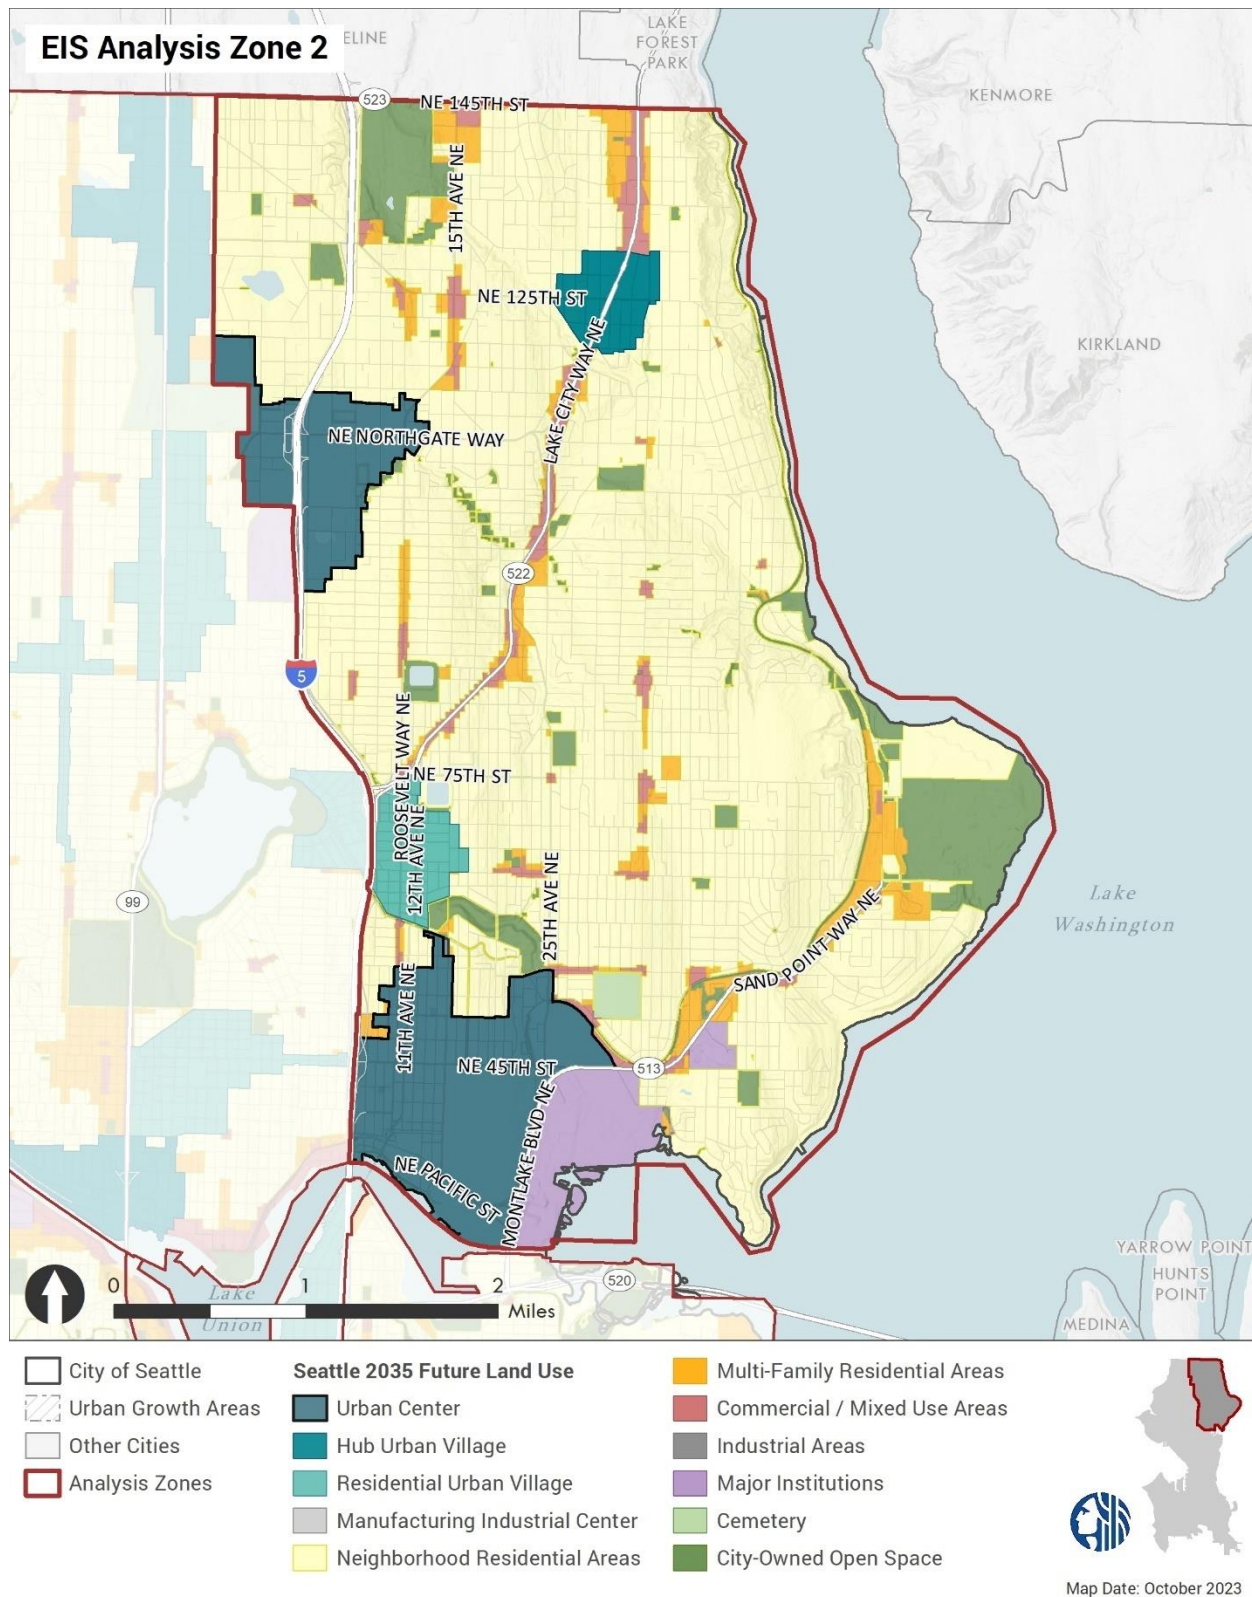 EIS Analysis Zone 2
ELINE
LAKE
FOREST
PARK
KENMORE
523
NE 145TH ST
15TH AVE NE
NE 125TH ST
KIRKLAND
LAKE CITY WAY NE
NE NORTHGATE WAY
522
5
ROOSEVELT WAY NE
NE 75TH ST
12TH AVE NE
25TH AVE NE
99
Lake
Washington
SAND POINT WAY NE
11TH AVE NE
NE 45TH ST
513
MONTLAKE BLVD NE
NE PACIFIC ST
YARROW POINT
HUNTS
POINT
MEDINA
520
Lake
Union
0 1 2
Miles
City of Seattle
Urban Growth Areas
Other Cities
Analysis Zones
Seattle 2035 Future Land Use
Urban Center
Hub Urban Village
Residential Urban Village
Manufacturing Industrial Center
Neighborhood Residential Areas
Multi-Family Residential Areas
Commercial / Mixed Use Areas
Industrial Areas
Major Institutions
Cemetery
City-Owned Open Space
Map Date: October 2023